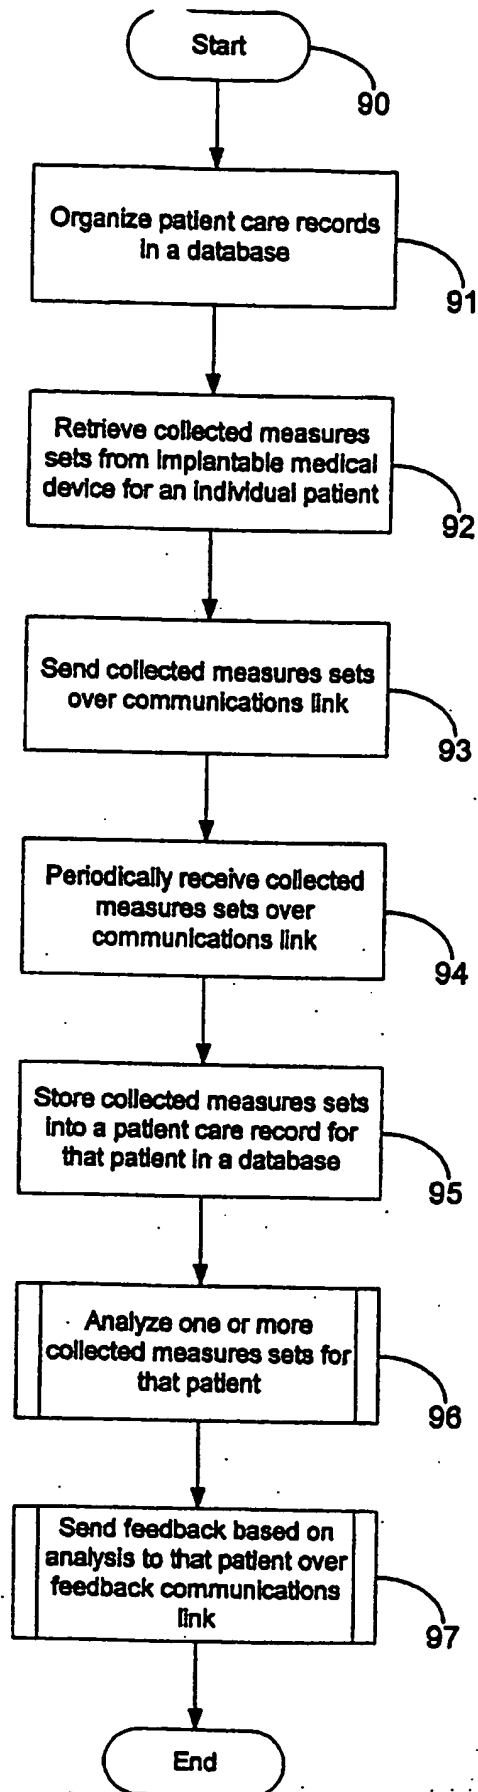 Start
90
Organize patient care records
in a database
91
Retrieve collected measures
sets from implantable medical
device for an individual patient
92
Send collected measures sets
over communications link
93
Periodically receive collected
measures sets over
communications link
94
Store collected measures sets
into a patient care record for
that patient in a database
95
Analyze one or more
collected measures sets for
that patient
96
Send feedback based on
analysis to that patient over
feedback communications
link
97
End